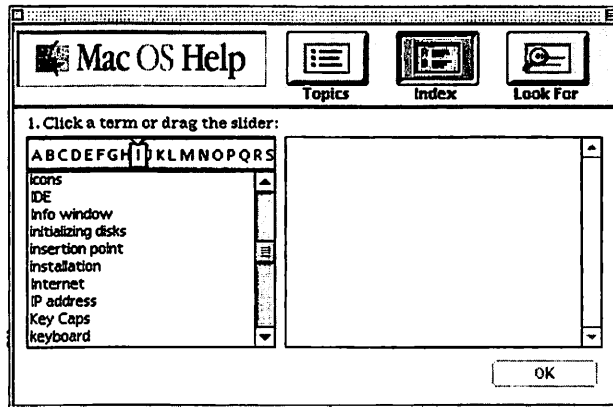 Mac OS Help
Topics
Index
Look For
1. Click a term or drag the slider:
ABCDEFGHIJKLMNOPQRS
icons
IDE
Info window
initializing disks
insertion point
installation
Internet
IP address
Key Caps
keyboard
OK